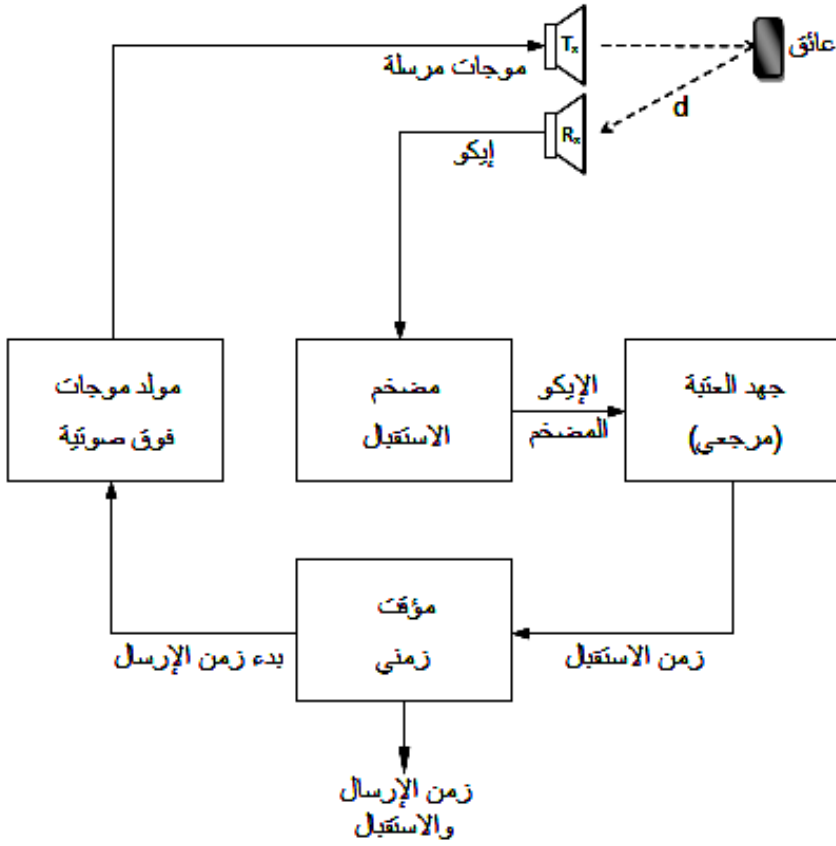 Tx
عائق
موجات مرسلة
d
Rx
إيكو
مولد موجات
فوق صوتية
مضخم
الاستقبال
الإيكو
المضخم
جهد العتبة
(مرجعي)
مؤقت
زمني
بدء زمن الإرسال
زمن الاستقبال
زمن الإرسال
والاستقبال